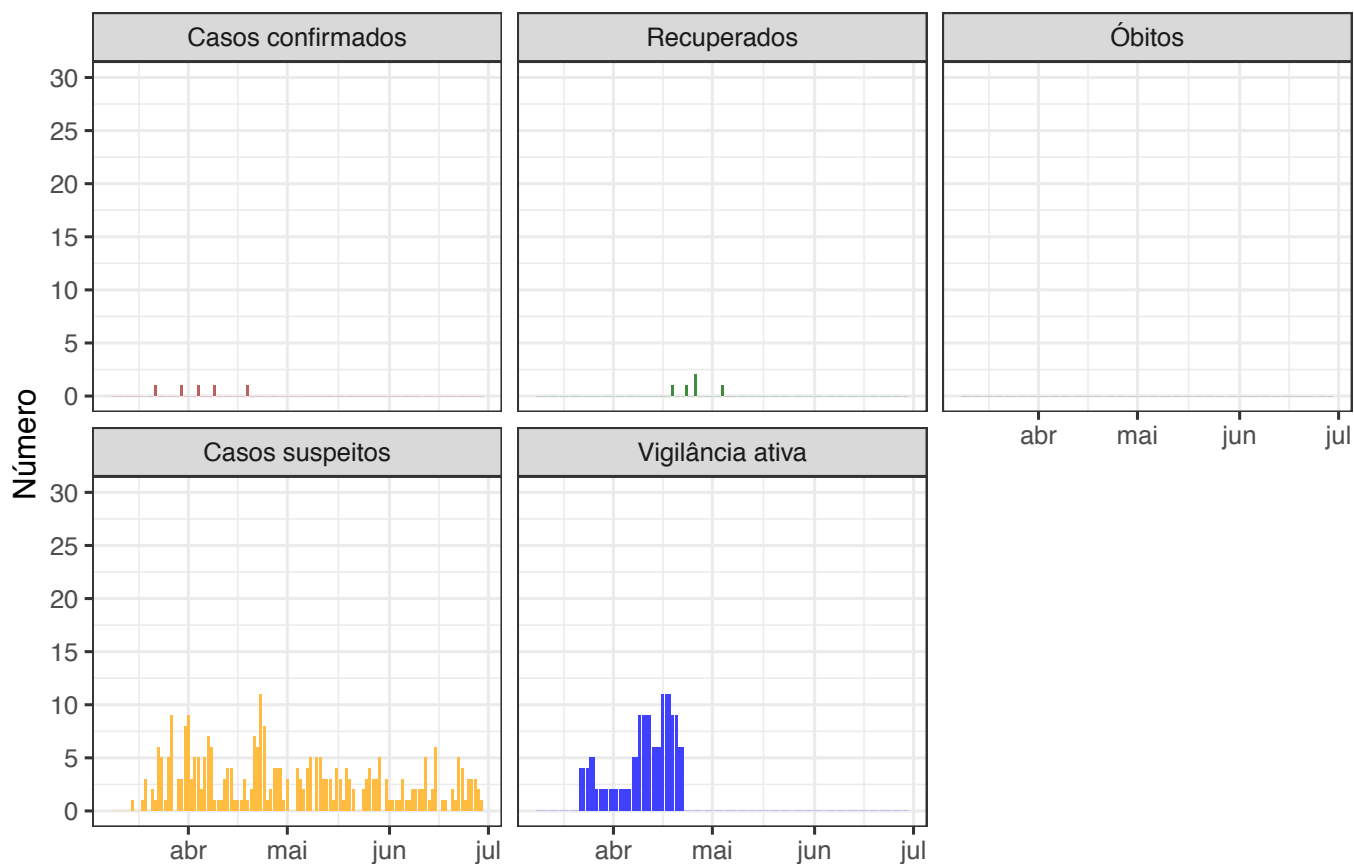 Casos confirmados
Recuperados
Óbitos
30
25
20
15
10
5
0
abr mai jun jul
Número
Casos suspeitos
Vigilância ativa
30
25
20
15
10
5
0
abr mai jun jul
abr mai jun jul